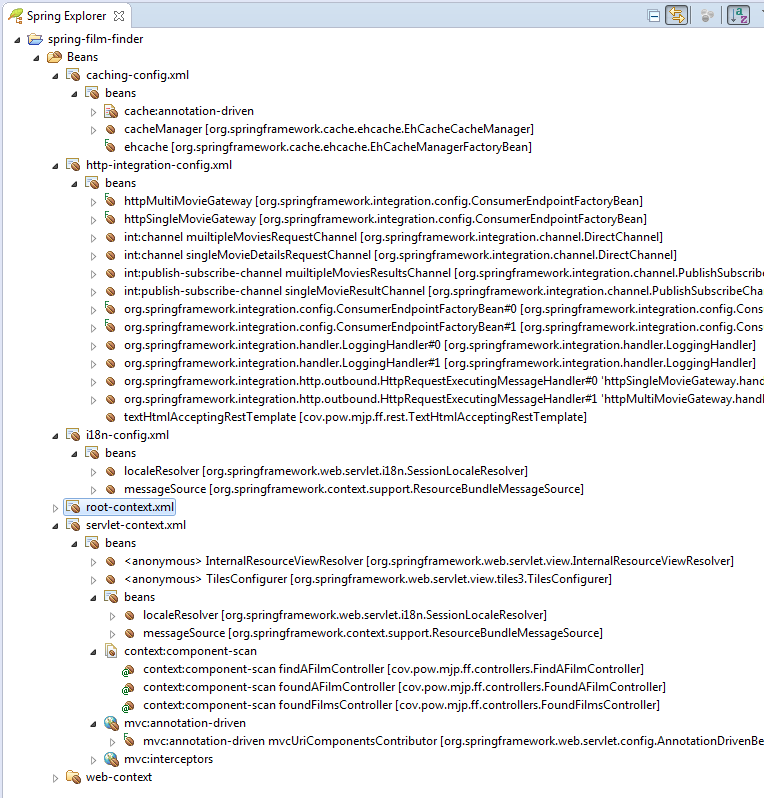 Spring Explorer
spring-film-finder
Beans
caching-config.xml
beans
cache:annotation-driven
cacheManager [org.springframework.cache.ehcache.EhCacheCacheManager]
ehcache [org.springframework.cache.ehcache.EhCacheManagerFactoryBean]
http-integration-config.xml
beans
httpMultiMovieGateway [org.springframework.integration.config.ConsumerEndpointFactoryBean]
httpSingleMovieGateway [org.springframework.integration.config.ConsumerEndpointFactoryBean]
int:channel muiltipleMoviesRequestChannel [org.springframework.integration.channel.DirectChannel]
int:channel singleMovieDetailsRequestChannel [org.springframework.integration.channel.DirectChannel]
int:publish-subscribe-channel muiltipleMoviesResultsChannel [org.springframework.integration.channel.PublishSubscribe
int:publish-subscribe-channel singleMovieResultChannel [org.springframework.integration.channel.PublishSubscribeCha
org.springframework.integration.config.ConsumerEndpointFactoryBean#0 [org.springframework.integration.config.Cons
org.springframework.integration.config.ConsumerEndpointFactoryBean#1 [org.springframework.integration.config.Cons
org.springframework.integration.handler.LoggingHandler#0 [org.springframework.integration.handler.LoggingHandler]
org.springframework.integration.handler.LoggingHandler#1 [org.springframework.integration.handler.LoggingHandler]
org.springframework.integration.http.outbound.HttpRequestExecutingMessageHandler#0 'httpSingleMovieGateway.hand
org.springframework.integration.http.outbound.HttpRequestExecutingMessageHandler#1 'httpMultiMovieGateway.handl
textHtmlAcceptingRestTemplate [cov.pow.mjp.ff.rest.TextHtmlAcceptingRestTemplate]
i18n-config.xml
beans
localeResolver [org.springframework.web.servlet.i18n.SessionLocaleResolver]
messageSource [org.springframework.context.support.ResourceBundleMessageSource]
root-context.xml
servlet-context.xml
beans
<anonymous> InternalResourceViewResolver [org.springframework.web.servlet.view.InternalResourceViewResolver]
<anonymous> TilesConfigurer [org.springframework.web.servlet.view.tiles3.TilesConfigurer]
beans
localeResolver [org.springframework.web.servlet.i18n.SessionLocaleResolver]
messageSource [org.springframework.context.support.ResourceBundleMessageSource]
context:component-scan
context:component-scan findAFilmController [cov.pow.mjp.ff.controllers.FindAFilmController]
context:component-scan foundAFilmController [cov.pow.mjp.ff.controllers.FoundAFilmController]
context:component-scan foundFilmsController [cov.pow.mjp.ff.controllers.FoundFilmsController]
mvc:annotation-driven
mvc:annotation-driven mvcUriComponentsContributor [org.springframework.web.servlet.config.AnnotationDrivenBe
mvc:interceptors
web-context